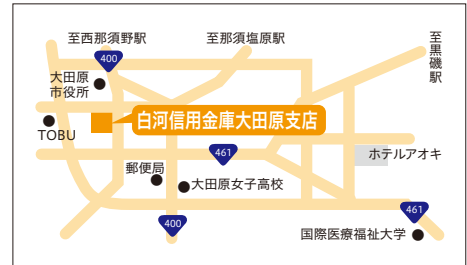 至西那須野駅
至那須塩原駅
至黒磯駅
400
大田原
市役所
白河信用金庫大田原支店
TOBU
461
ホテルアオキ
郵便局
大田原女子高校
461
400
国際医療福祉大学